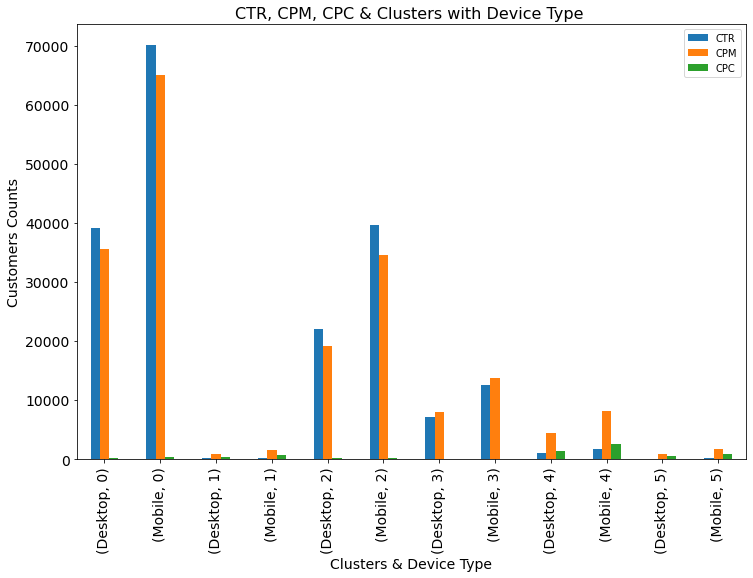 CTR, CPM, CPC & Clusters with Device Type
CTR
CPM
CPC
Customers Counts
70000
60000
50000
40000
30000
20000
10000
0
(Desktop, 0)
(Mobile, 0)
(Desktop, 1)
(Mobile, 1)
(Desktop, 2)
(Mobile, 2)
(Desktop, 3)
(Mobile, 3)
(Desktop, 4)
(Mobile, 4)
(Desktop, 5)
(Mobile, 5)
Clusters & Device Type